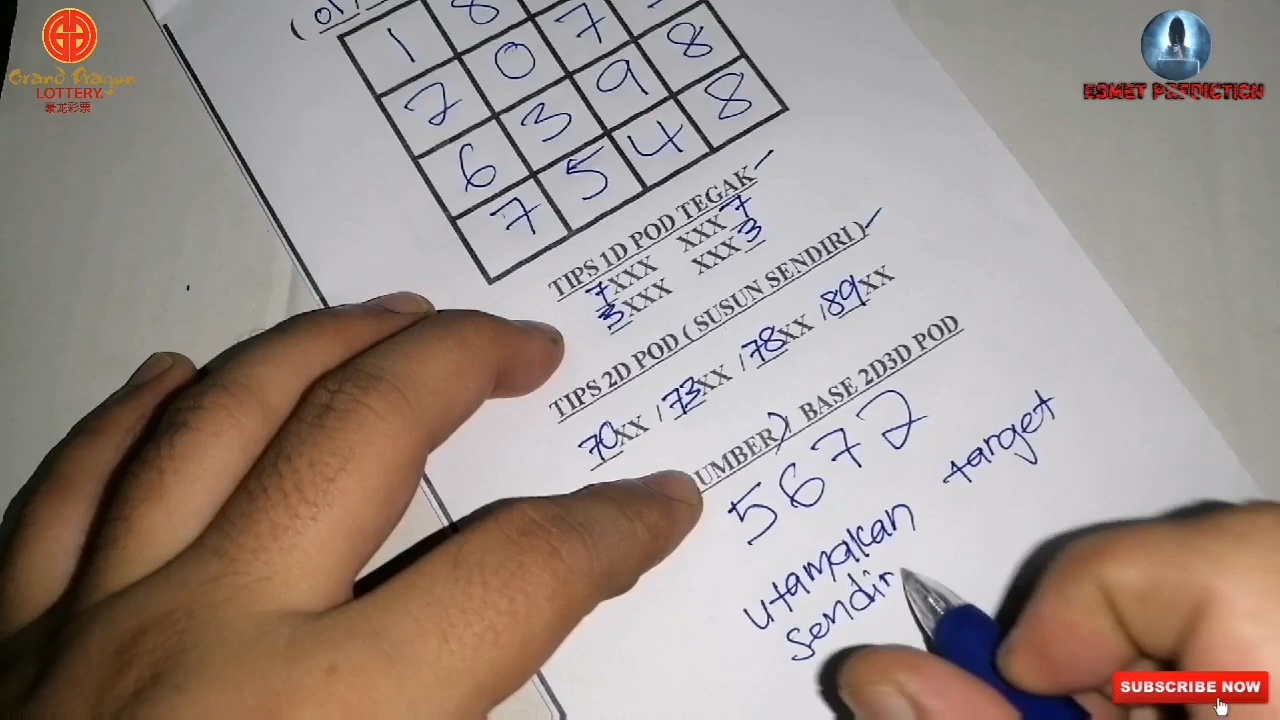 Grand Dragon
LOTTERY
豪龙彩票
ESMET PREDICTION
(01
8
1 7
2 0 8
6 3 9 8
7 5 4
TIPS 1D POD TEGAK
7XXX XXX7
3XXX XXX3
TIPS 2D POD ( SUSUN SENDIRI )
70XX / 73XX / 78XX / 89XX
UMBER) / BASE 2D3D POD
5672
utamakan target
sendir
SUBSCRIBE NOW